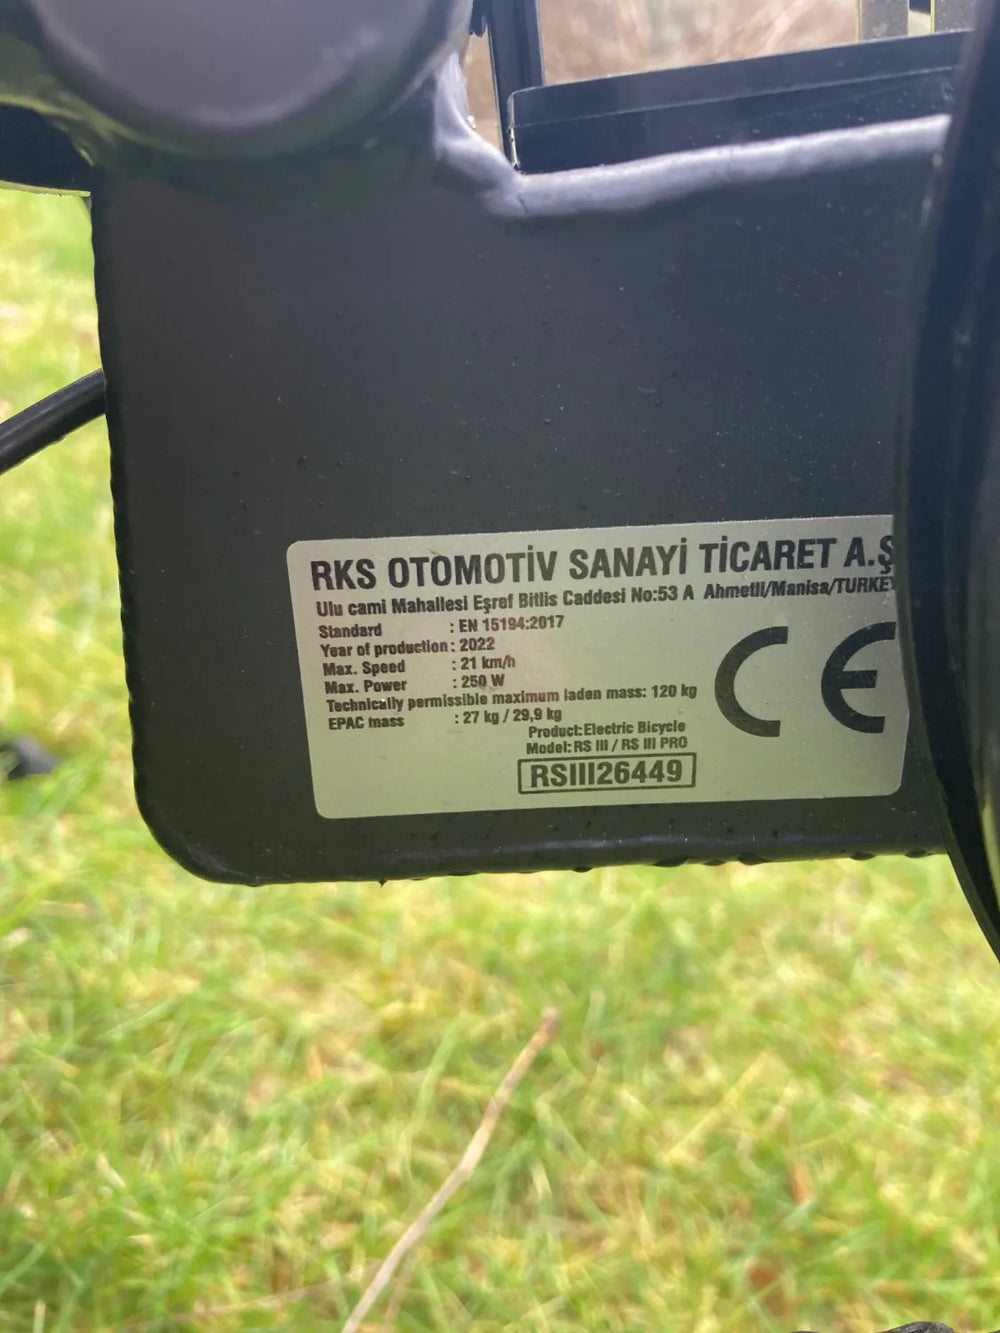 RKS OTOMOTİV SANAYİ TİCARET A.Ş
Ulu cami Mahallesi Eşref Bitlis Caddesi No:53 A Ahmetli/Manisa/TURKEY
Standard : EN 15194:2017
Year of production : 2022
Max. Speed : 21 km/h
Max. Power : 250 W
Technically permissible maximum laden mass: 120 kg
EPAC mass : 27 kg / 29,9 kg
Product:Electric Bicycle
Model:RS III / RS III PRO
RSIII26449
CE